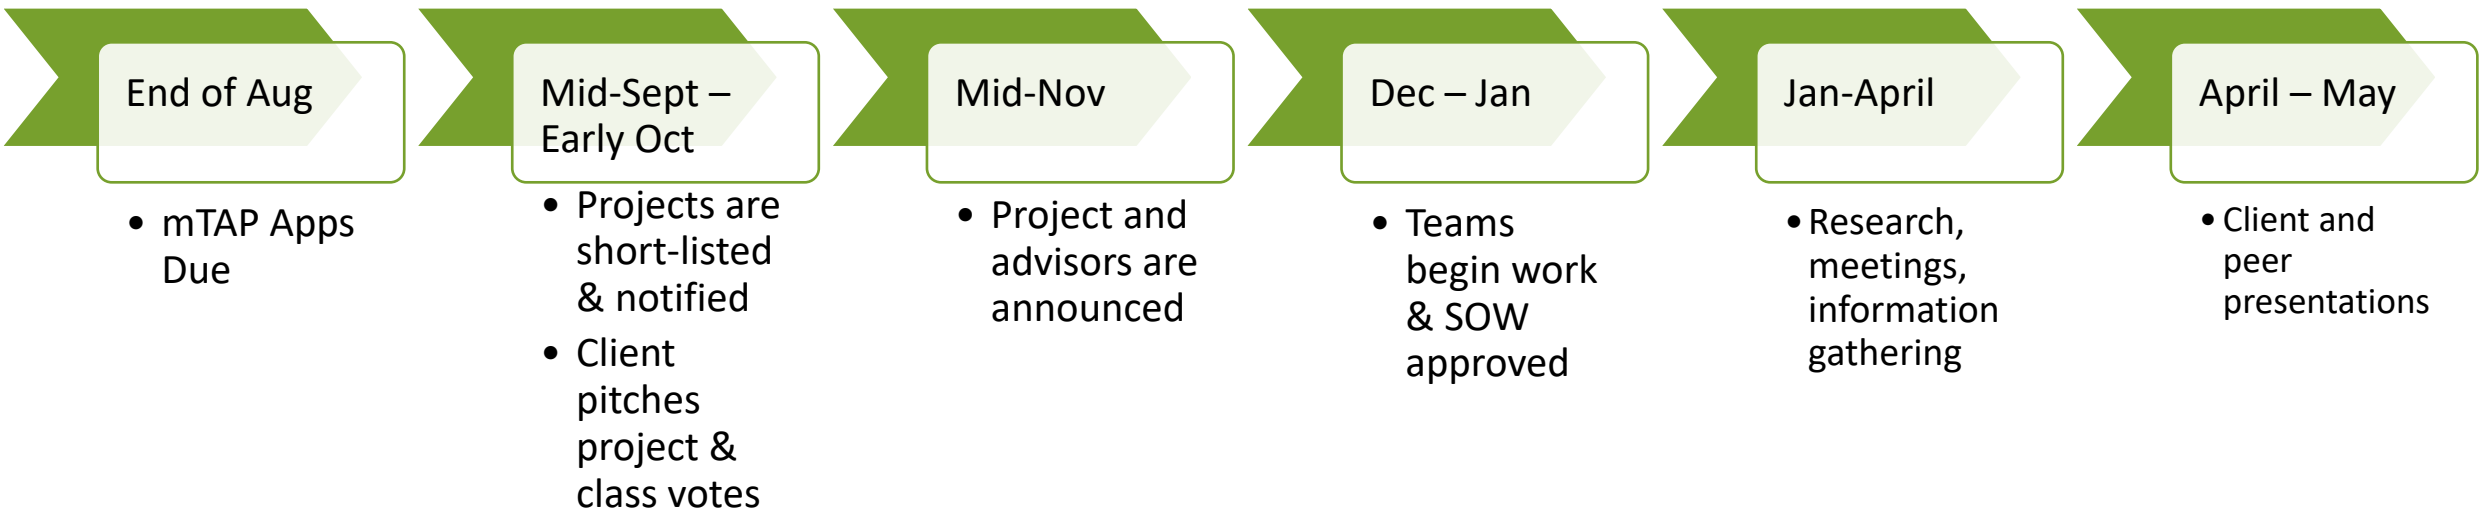 End of Aug
• mTAP Apps
Due
Mid-Sept –
Early Oct
• Projects are
short-listed
& notified
• Client
pitches
project &
class votes
Mid-Nov
• Project and
advisors are
announced
Dec – Jan
• Teams
begin work
& SOW
approved
Jan-April
• Research,
meetings,
information
gathering
April – May
• Client and
peer
presentations